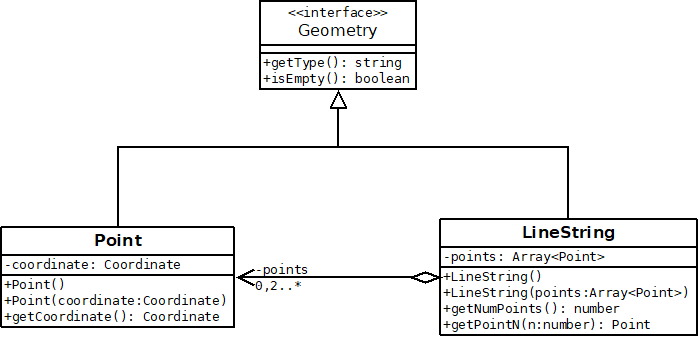 <<interface>>
Geometry
+getType(): string
+isEmpty(): boolean
Point
-coordinate: Coordinate
+Point()
+Point(coordinate:Coordinate)
+getCoordinate(): Coordinate
-points
0,2..*
LineString
-points: Array<Point>
+LineString()
+LineString(points:Array<Point>)
+getNumPoints(): number
+getPointN(n:number): Point